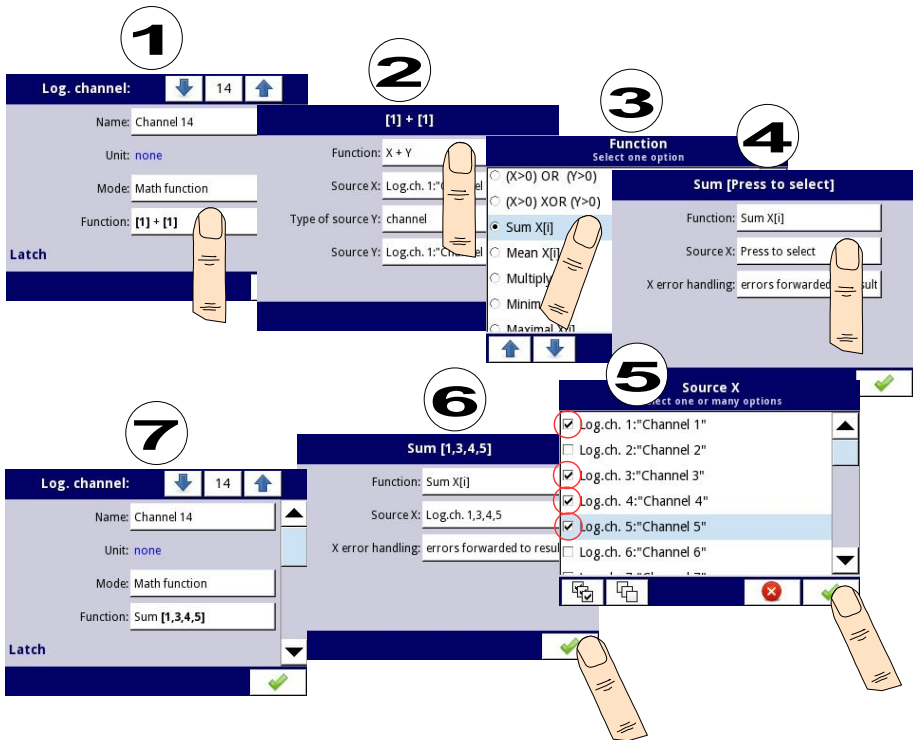 1
Log. channel: 14
Name: Channel 14
Unit: none
Mode: Math function
Function: [1] + [1]
Latch
2
[1] + [1]
Function: X + Y
Source X: Log.ch. 1:"
Type of source Y: channel
Source Y: Log.ch. 1:"
3
Function
Select one option
(X>0) OR (Y>0)
(X>0) XOR (Y>0)
Sum X[i]
Mean X[i]
Multiply
Maximal X[i]
4
Sum [Press to select]
Function: Sum X[i]
Source X: Press to select
X error handling: errors forwarded
5
Source X
one or many options
Log.ch. 1:"Channel 1"
Log.ch. 2:"Channel 2"
Log.ch. 3:"Channel 3"
Log.ch. 4:"Channel 4"
Log.ch. 5:"Channel 5"
Log.ch. 6:"Channel 6"
6
Sum [1,3,4,5]
Function: Sum X[i]
Source X: Log.ch. 1,3,4,5
X error handling: errors forwarded to resul
7
Log. channel: 14
Name: Channel 14
Unit: none
Mode: Math function
Function: Sum [1,3,4,5]
Latch